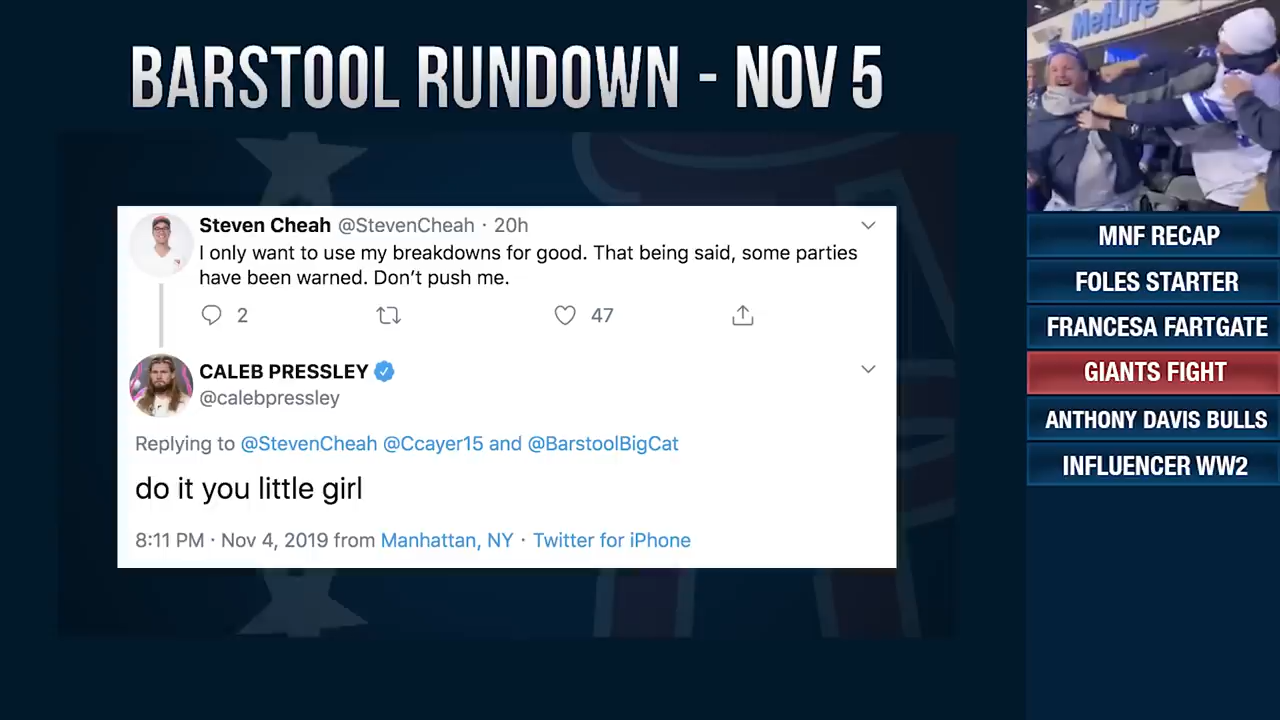 BARSTOOL RUNDOWN - NOV 5
Steven Cheah @StevenCheah · 20h
I only want to use my breakdowns for good. That being said, some parties
have been warned. Don’t push me.
2
47
CALEB PRESSLEY
@calebpressley
Replying to @StevenCheah @Ccayer15 and @BarstoolBigCat
do it you little girl
8:11 PM · Nov 4, 2019 from Manhattan, NY · Twitter for iPhone
MetLife
MNF RECAP
FOLES STARTER
FRANCESA FARTGATE
GIANTS FIGHT
ANTHONY DAVIS BULLS
INFLUENCER WW2